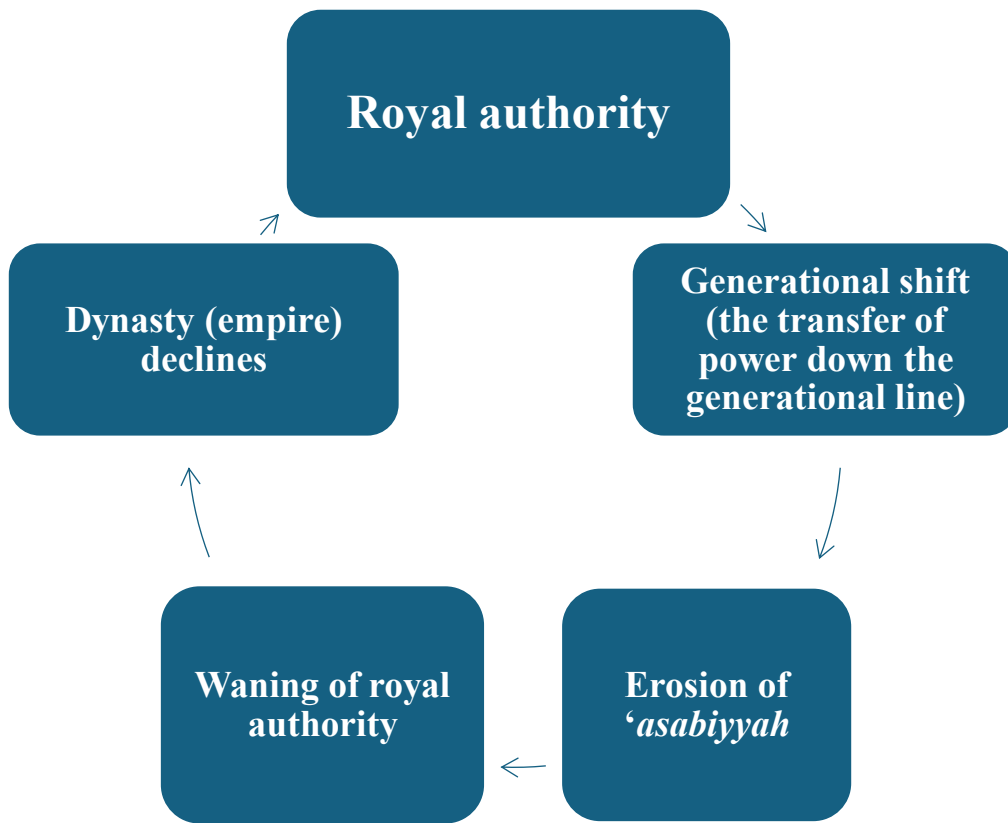 Royal authority
Generational shift
(the transfer of
power down the
generational line)
Erosion of
‘asabiyyah
Waning of royal
authority
Dynasty (empire)
declines